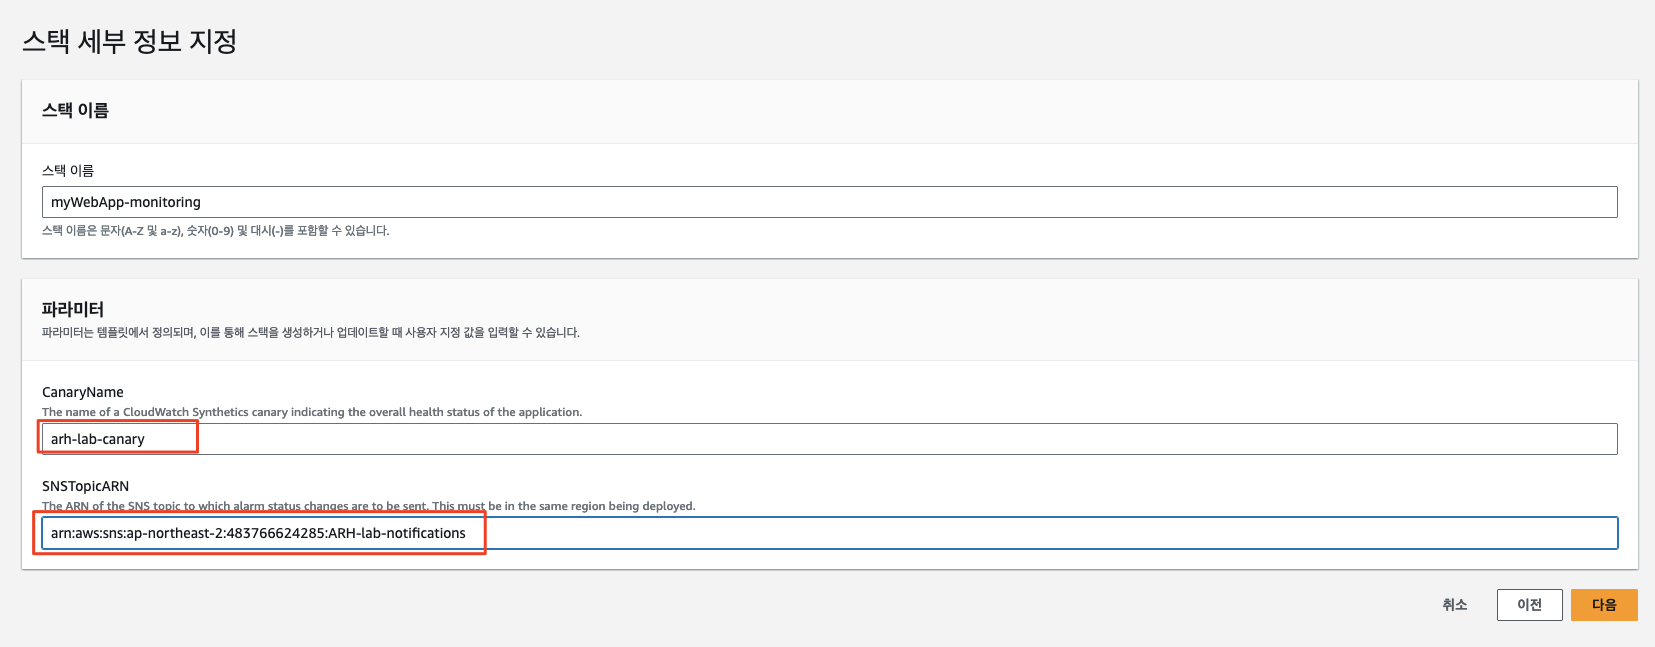 스택 세부 정보 지정
스택 이름
스택 이름
myWebApp-monitoring
스택 이름은 문자(A-Z 및 a-z), 숫자(0-9) 및 대시(-)를 포함할 수 있습니다.
파라미터
파라미터는 템플릿에서 정의되며, 이를 통해 스택을 생성하거나 업데이트할 때 사용자 지정 값을 입력할 수 있습니다.
CanaryName
The name of a CloudWatch Synthetics canary indicating the overall health status of the application.
arh-lab-canary
SNSTopicARN
The ARN of the SNS topic to which alarm status changes are to be sent. This must be in the same region being deployed.
arn:aws:sns:ap-northeast-2:483766624285:ARH-lab-notifications
취소 이전 다음